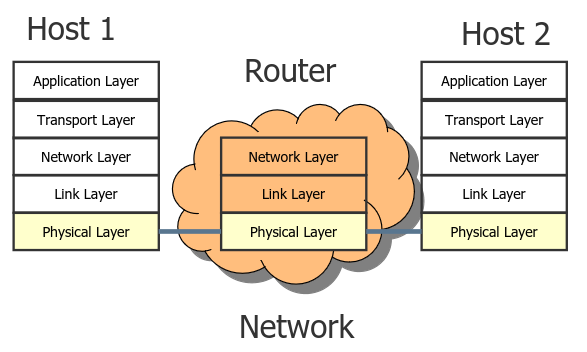 Host 1
Application Layer
Transport Layer
Network Layer
Link Layer
Physical Layer
Router
Network Layer
Link Layer
Physical Layer
Network
Host 2
Application Layer
Transport Layer
Network Layer
Link Layer
Physical Layer